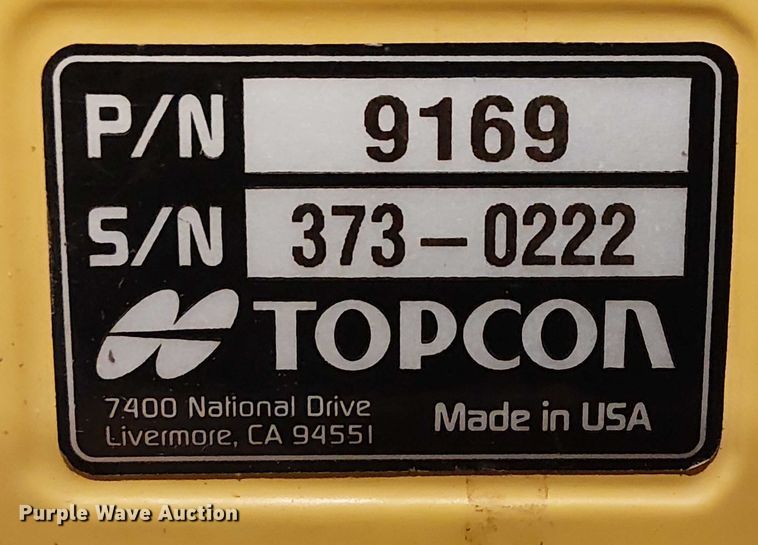 P/N 9169
S/N 373-0222
TOPCON
7400 National Drive
Livermore, CA 94551
Made in USA
Purple Wave Auction